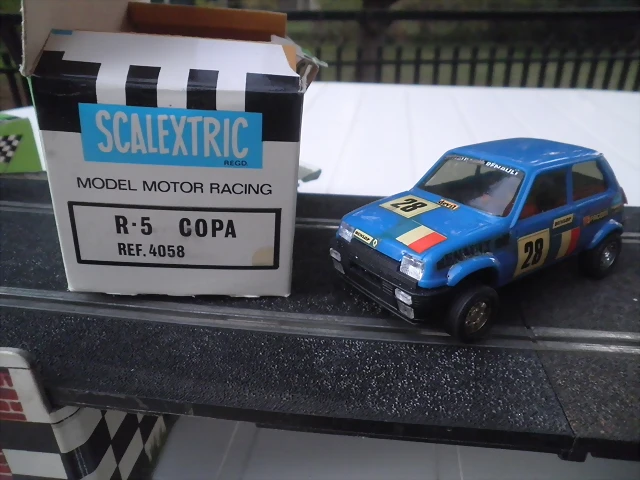 SCALEXTRIC
REGD.
MODEL MOTOR RACING
R-5 COPA
REF. 4058
RENAULT
28
28